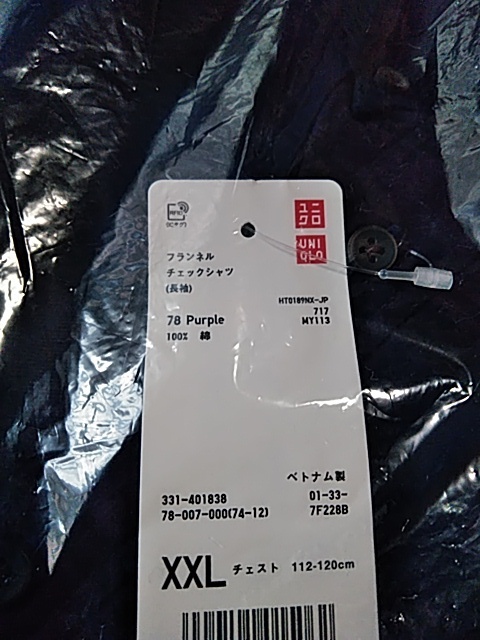 RFID
ユニ
クロ
UNI
QLO
フランネル
チェックシャツ
(長袖)
HT0189NX-JP
717
MY113
78 Purple
100% 綿
ベトナム製
331-401838
01-33-
78-007-000(74-12)
7F228B
XXL チェスト 112-120cm